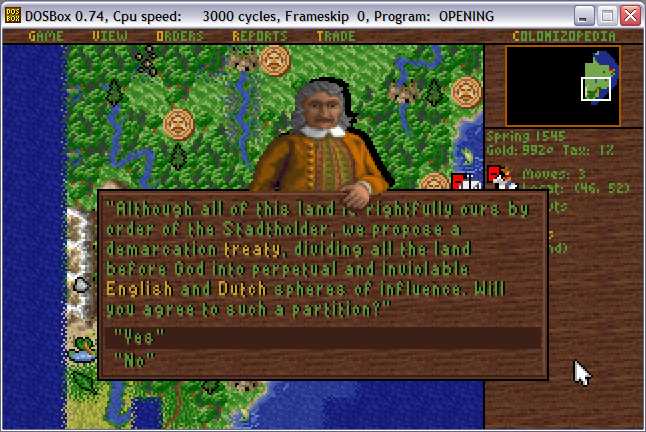 DOSBox 0.74, Cpu speed: 3000 cycles, Frameskip 0, Program: OPENING
GAME VIEW ORDERS REPORTS TRADE COLONIZOPEDIA
Spring 1545
Gold: 992 Tax: 1%
Moves: 3
(46, 52)
"Although all of this land is rightfully ours by
order of the Stadtholder, we propose a
demarcation treaty, dividing all the land
before God into perpetual and inviolable
English and Dutch spheres of influence. Will
you agree to such a partition?"
"Yes"
"No"